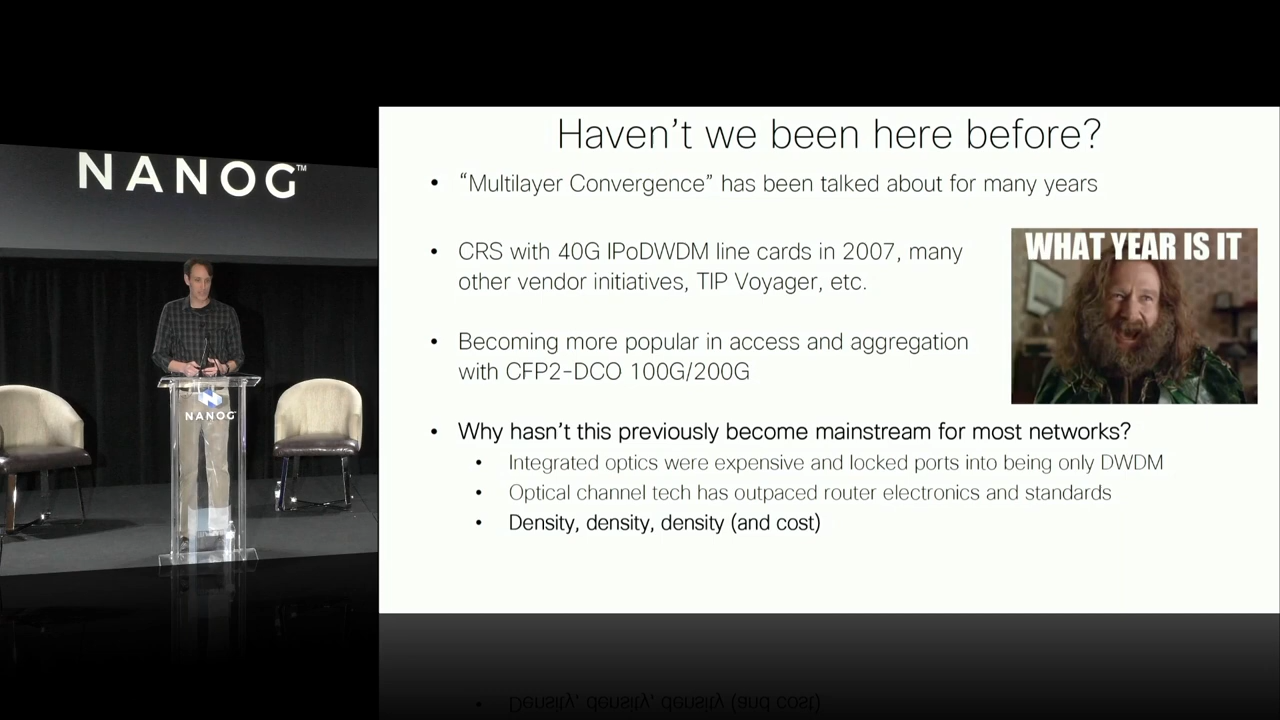 NANOG™
NANOG
Haven't we been here before?
• "Multilayer Convergence" has been talked about for many years
• CRS with 40G IPoDWDM line cards in 2007, many
other vendor initiatives, TIP Voyager, etc.
WHAT YEAR IS IT
• Becoming more popular in access and aggregation
with CFP2-DCO 100G/200G
• Why hasn't this previously become mainstream for most networks?
• Integrated optics were expensive and locked ports into being only DWDM
• Optical channel tech has outpaced router electronics and standards
• Density, density, density (and cost)